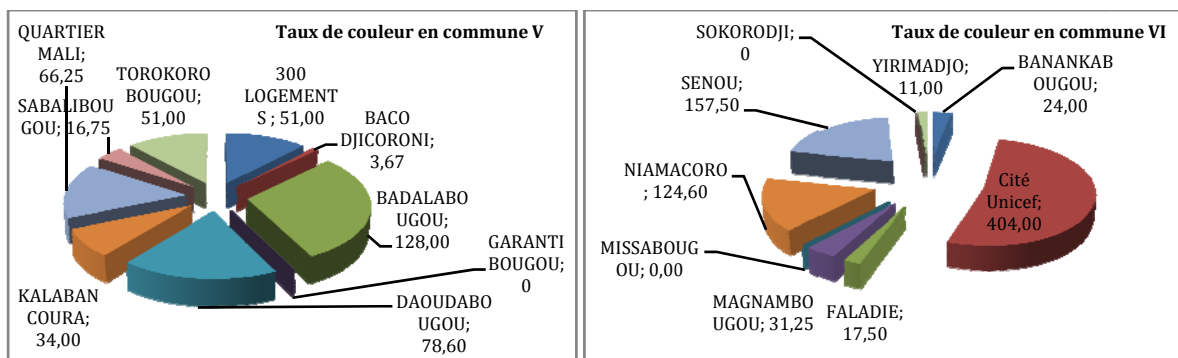 Taux de couleur en commune V
QUARTIER
MALI;
66,25
TOROKORO
BOUGOU;
51,00
300
LOGEMENT
S ; 51,00
SABALIBOU
GOU; 16,75
BACO
DJICORONI;
3,67
BADALABO
UGOU;
128,00
GARANTI
BOUGOU;
0
DAOUDABO
UGOU;
78,60
KALABAN
COURA;
34,00
Taux de couleur en commune VI
SOKORODJI;
0
YIRIMADJO;
11,00
BANANKAB
OUGOU;
24,00
SENOU;
157,50
NIAMACORO
; 124,60
Cité
Unicef;
404,00
MISSABOUG
OU; 0,00
MAGNAMBO
UGOU; 31,25
FALADIE;
17,50